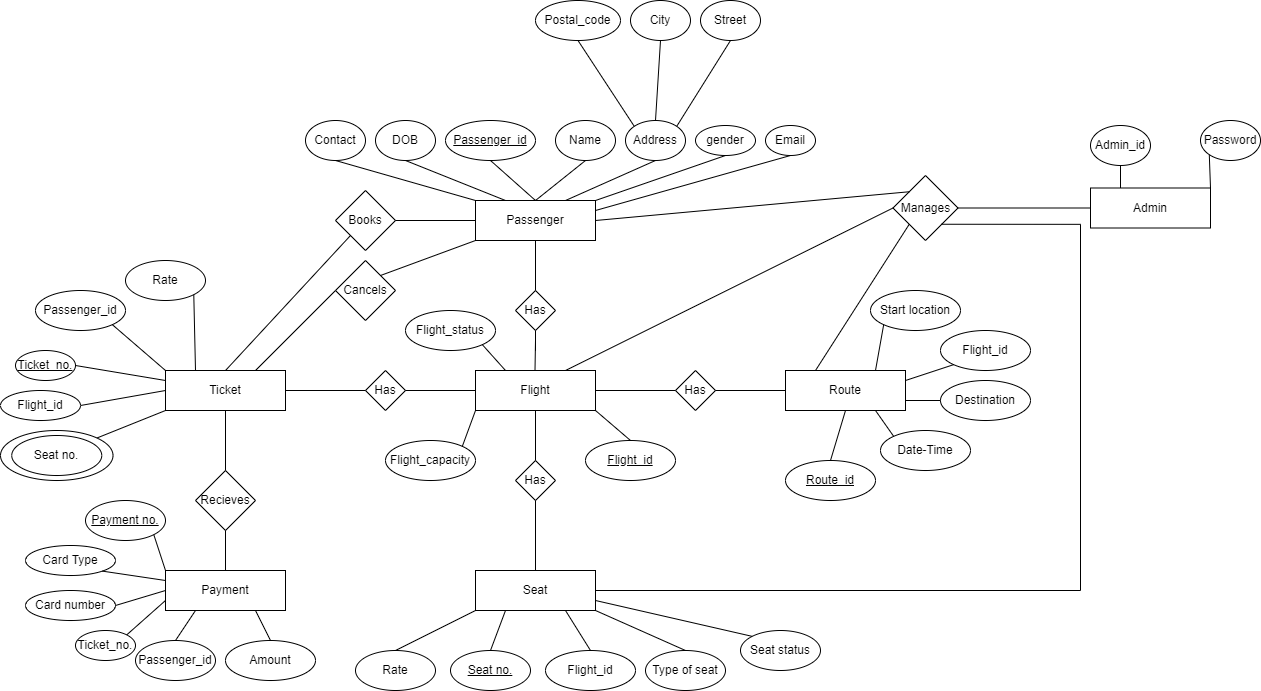 Postal_code
City
Street
Contact
DOB
Passenger_id
Name
Address
gender
Email
Admin_id
Password
Books
Passenger
Manages
Admin
Cancels
Rate
Passenger_id
Has
Flight_status
Start location
Flight_id
Ticket_no.
Ticket
Has
Flight
Has
Route
Destination
Flight_id
Seat no.
Flight_capacity
Flight_id
Date-Time
Route_id
Has
Recieves
Payment no.
Card Type
Card number
Payment
Seat
Ticket_no.
Passenger_id
Amount
Rate
Seat no.
Flight_id
Type of seat
Seat status